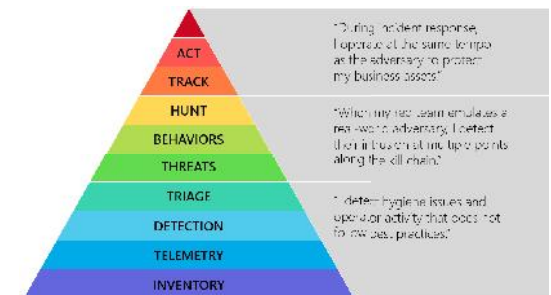 ACT
TRACK
HUNT
BEHAVIORS
THREATS
TRIAGE
DETECTION
TELEMETRY
INVENTORY
"During incident response,
I operate at the same tempo
as the adversary to protect
my business assets."
"When my red team emulates a
real-world adversary, I detect
their intrusion at multiple points
along the kill chain."
"I detect hygiene issues and
operator activity that does not
follow best practices."